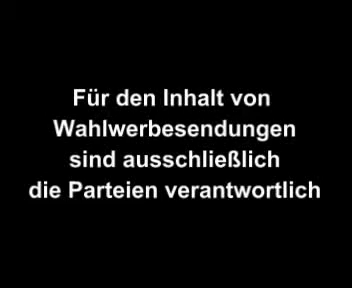 Für den Inhalt von
Wahlwerbesendungen
sind ausschließlich
die Parteien verantwortlich